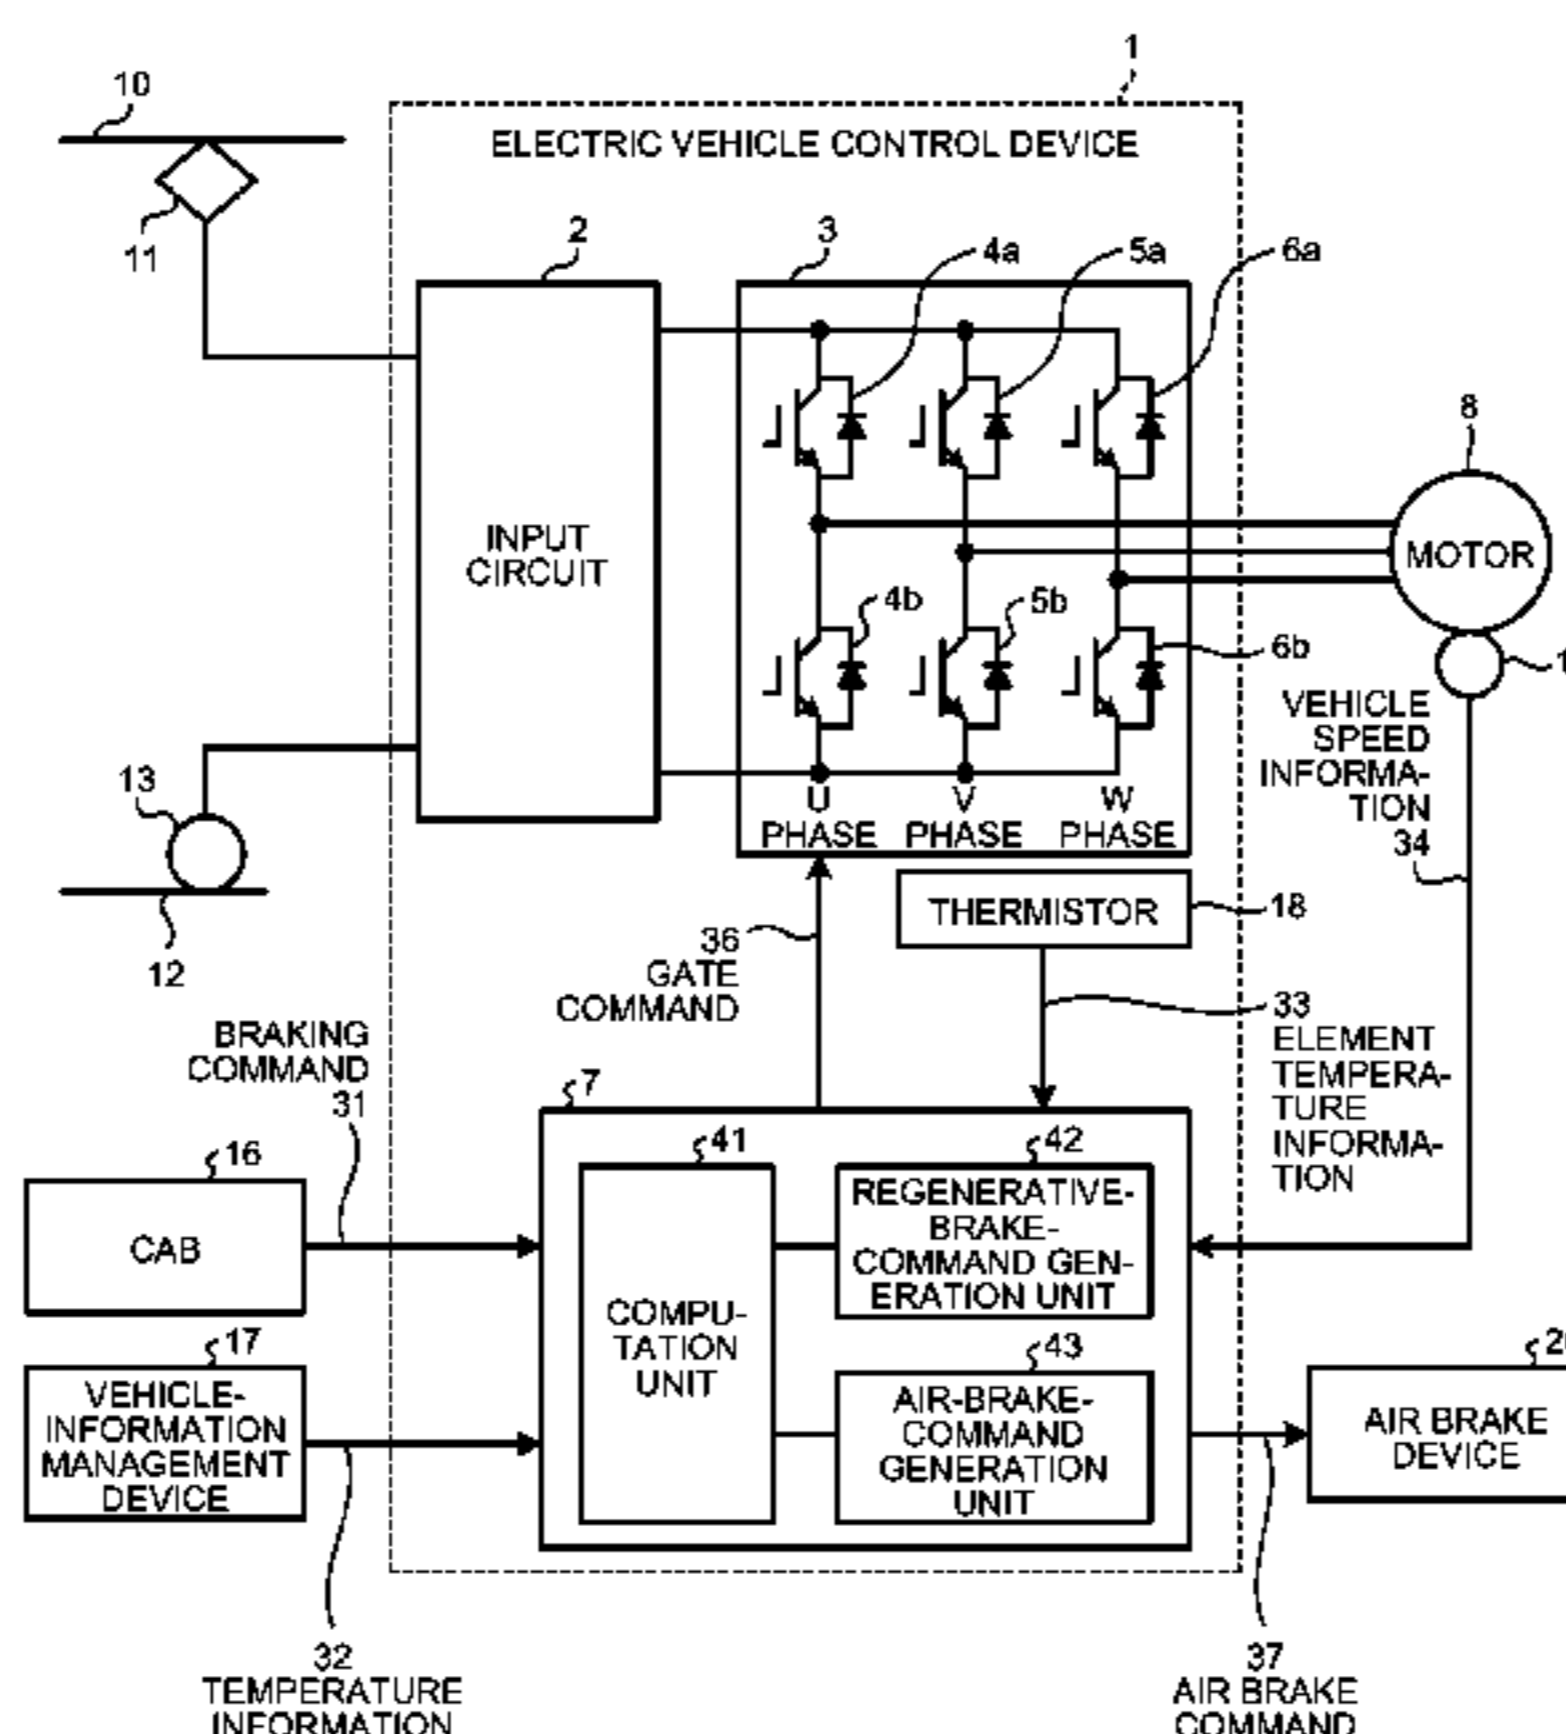 1
10
ELECTRIC VEHICLE CONTROL DEVICE
11
2
3
4a
5a
6a
8
INPUT
CIRCUIT
MOTOR
4b
5b
6b
VEHICLE
SPEED
INFORMA-
TION
34
13
U
PHASE
V
PHASE
W
PHASE
12
THERMISTOR
18
36
GATE
COMMAND
33
ELEMENT
TEMPERA-
TURE
INFORMA-
TION
BRAKING
COMMAND
31
7
16
CAB
41
COMPU-
TATION
UNIT
42
REGENERATIVE-
BRAKE-
COMMAND GEN-
ERATION UNIT
17
VEHICLE-
INFORMATION
MANAGEMENT
DEVICE
43
AIR-BRAKE-
COMMAND
GENERATION
UNIT
AIR BRAKE
DEVICE
32
TEMPERATURE
INFORMATION
37
AIR BRAKE
COMMAND